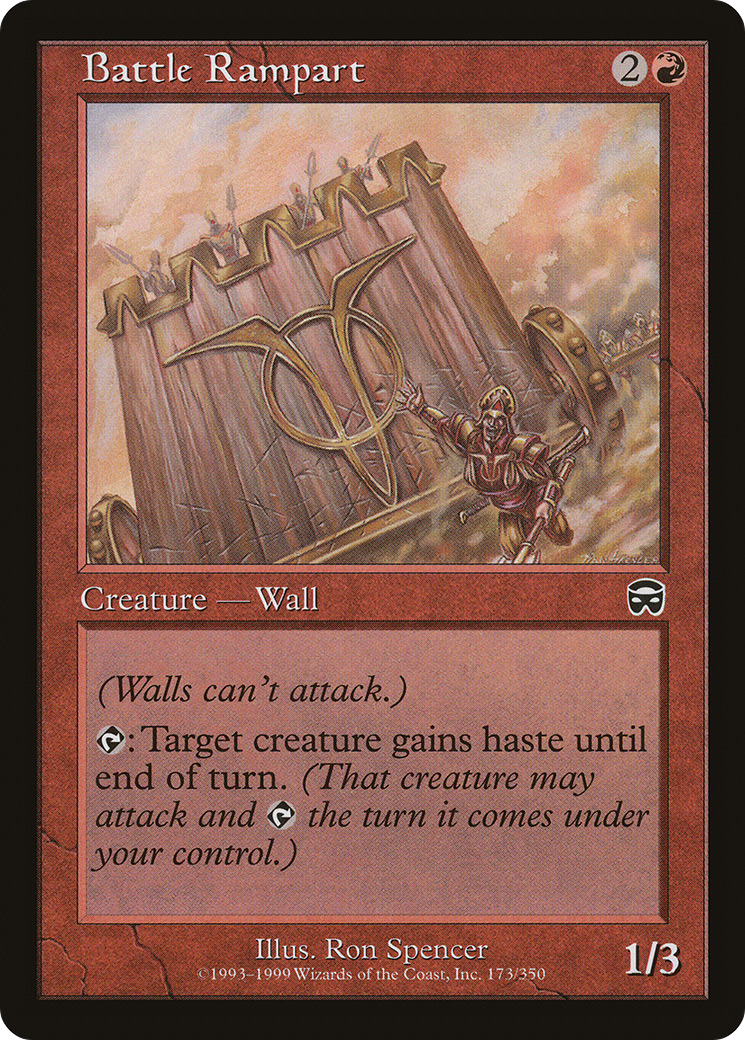 Battle Rampart 2
Creature — Wall
(Walls can't attack.)
: Target creature gains haste until
end of turn. (That creature may
attack and the turn it comes under
your control.)
Illus. Ron Spencer
©1993–1999 Wizards of the Coast, Inc. 173/350
1/3